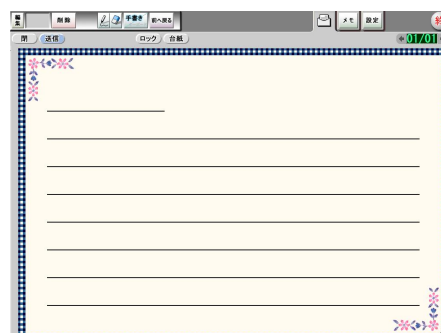 編集 削除 手書き 前へ戻る メモ 設定 終
閉 送信 ロック 台紙 01/01